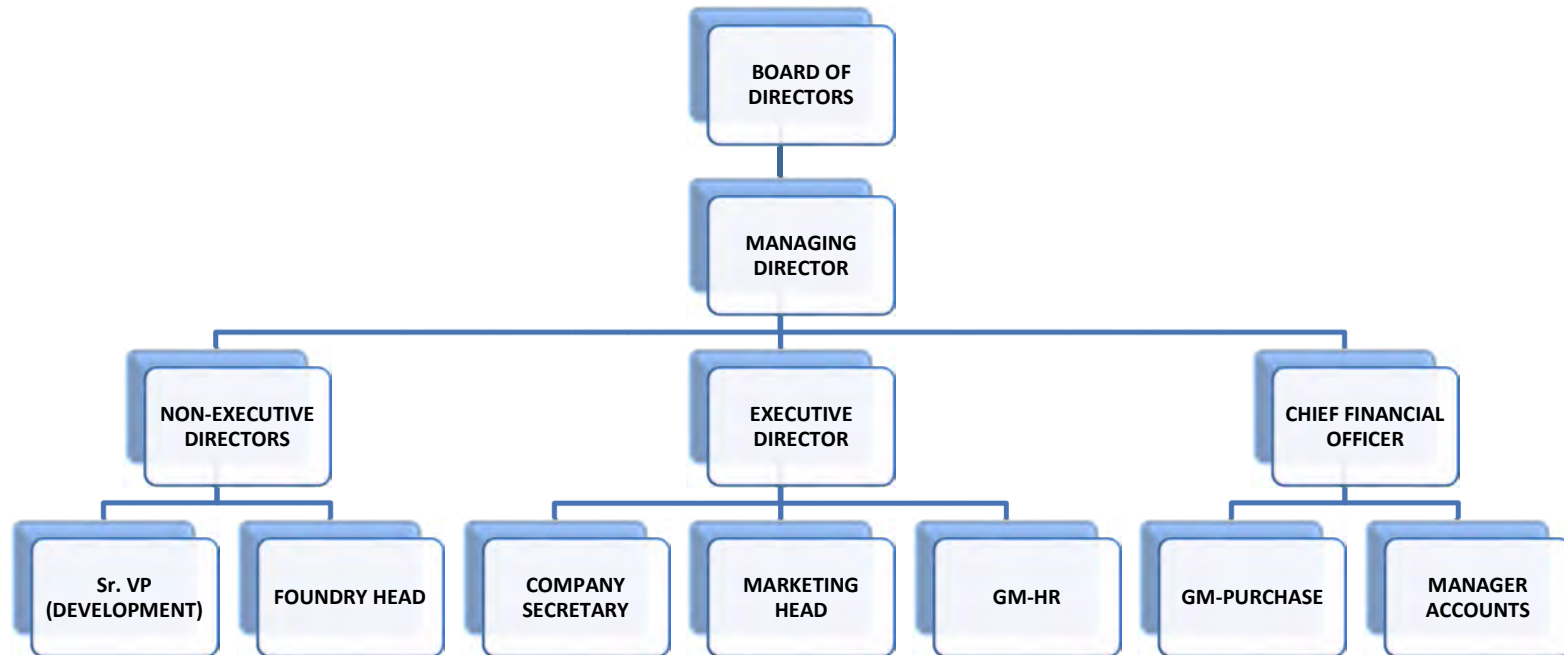 BOARD OF
DIRECTORS
MANAGING
DIRECTOR
NON-EXECUTIVE
DIRECTORS
EXECUTIVE
DIRECTOR
CHIEF FINANCIAL
OFFICER
Sr. VP
(DEVELOPMENT)
FOUNDRY HEAD
COMPANY
SECRETARY
MARKETING
HEAD
GM-HR
GM-PURCHASE
MANAGER
ACCOUNTS